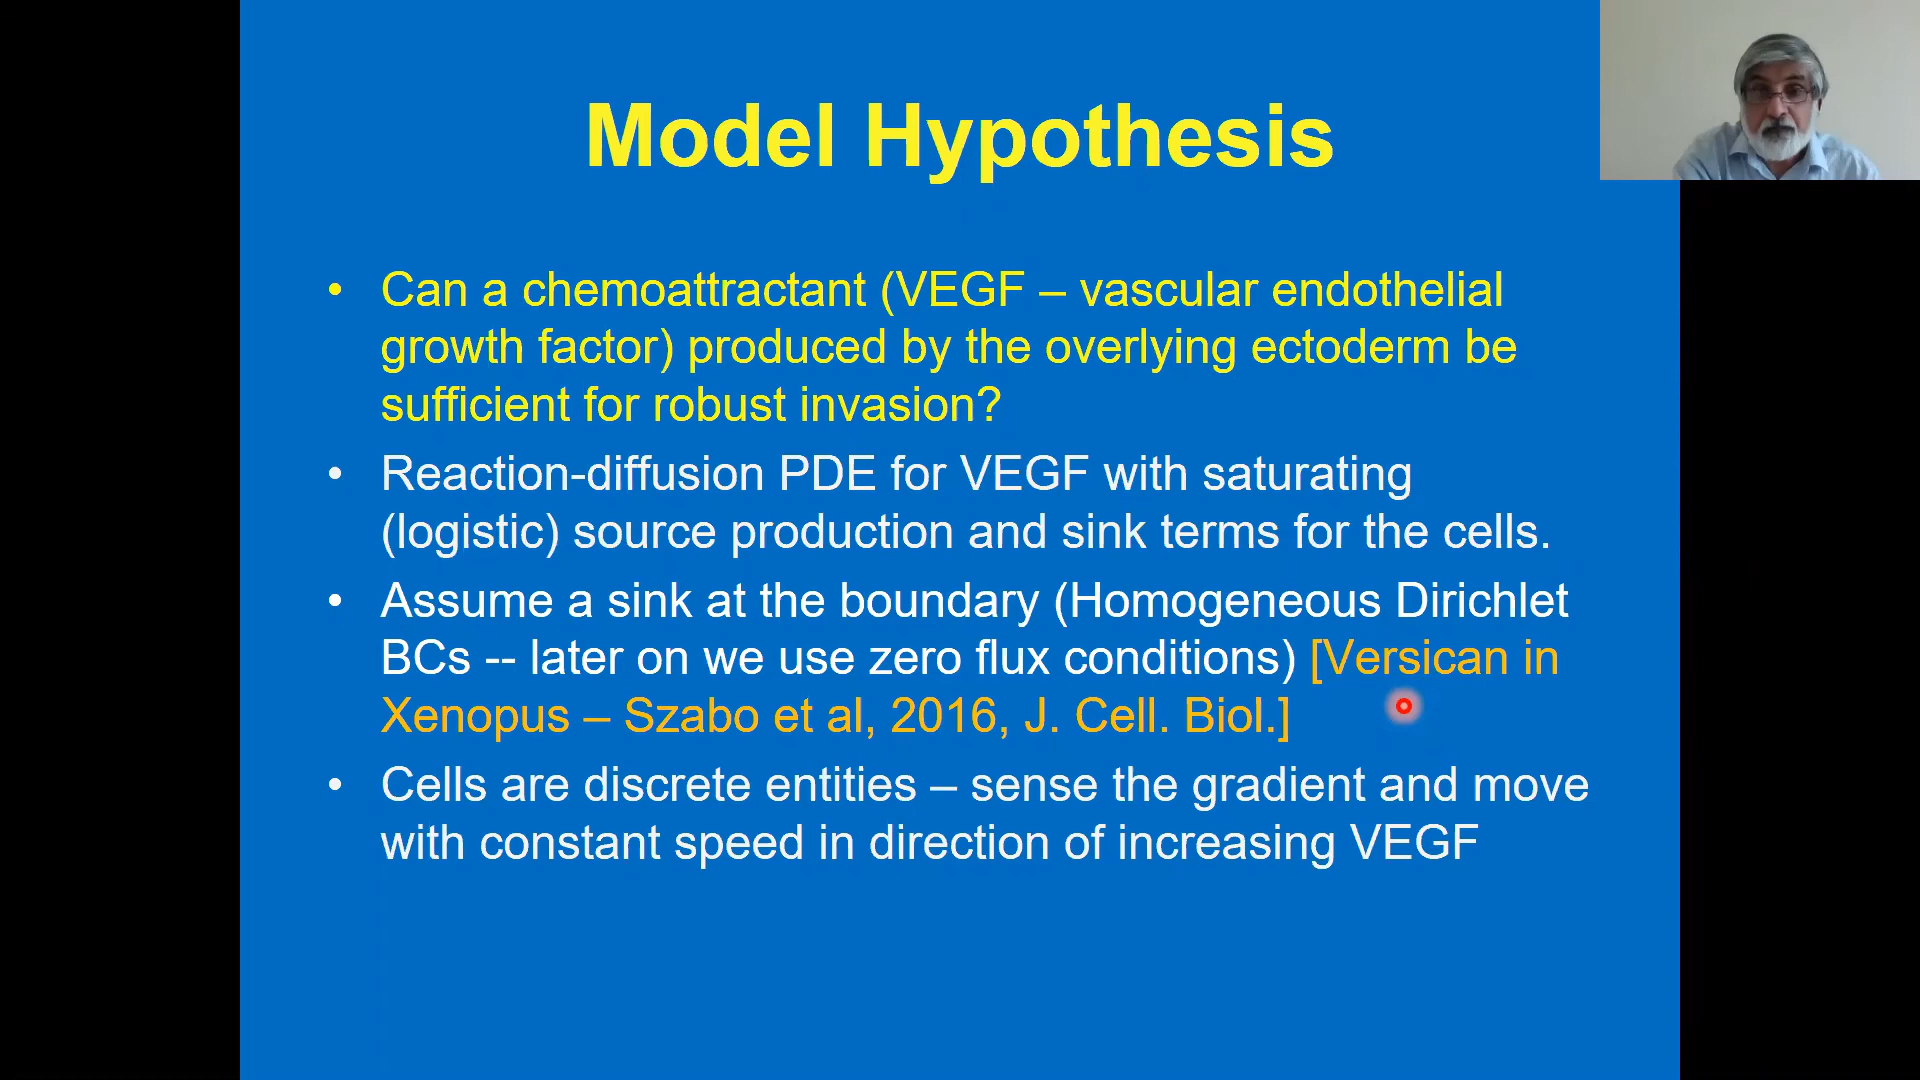 Model Hypothesis
• Can a chemoattractant (VEGF – vascular endothelial
growth factor) produced by the overlying ectoderm be
sufficient for robust invasion?
• Reaction-diffusion PDE for VEGF with saturating
(logistic) source production and sink terms for the cells.
• Assume a sink at the boundary (Homogeneous Dirichlet
BCs -- later on we use zero flux conditions) [Versican in
Xenopus – Szabo et al, 2016, J. Cell. Biol.]
• Cells are discrete entities – sense the gradient and move
with constant speed in direction of increasing VEGF